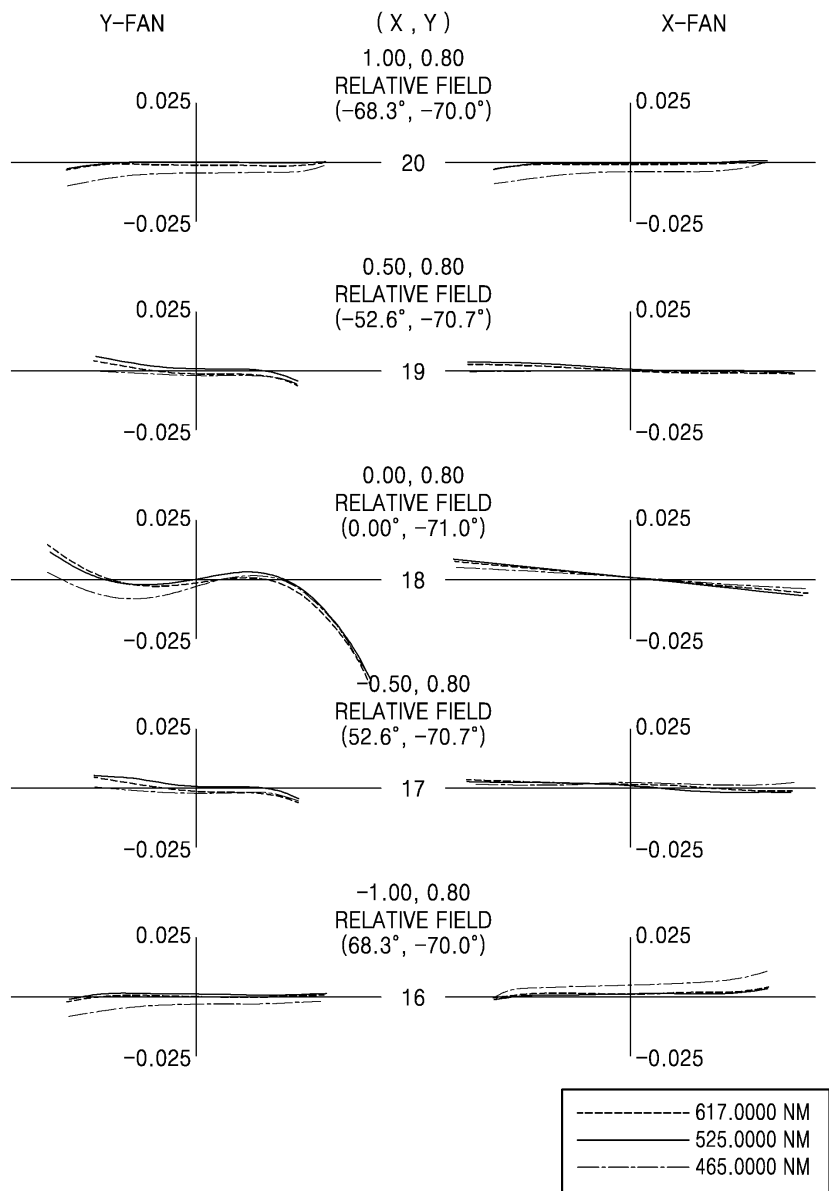 Y-FAN (X, Y) X-FAN
1.00, 0.80
RELATIVE FIELD
(-68.3°, -70.0°)
0.025 0.025
20
-0.025 -0.025
0.50, 0.80
RELATIVE FIELD
(-52.6°, -70.7°)
0.025 0.025
19
-0.025 -0.025
0.00, 0.80
RELATIVE FIELD
(0.00°, -71.0°)
0.025 0.025
18
-0.025 -0.025
-0.50, 0.80
RELATIVE FIELD
(52.6°, -70.7°)
0.025 0.025
17
-0.025 -0.025
-1.00, 0.80
RELATIVE FIELD
(68.3°, -70.0°)
0.025 0.025
16
-0.025 -0.025
617.0000 NM
525.0000 NM
465.0000 NM